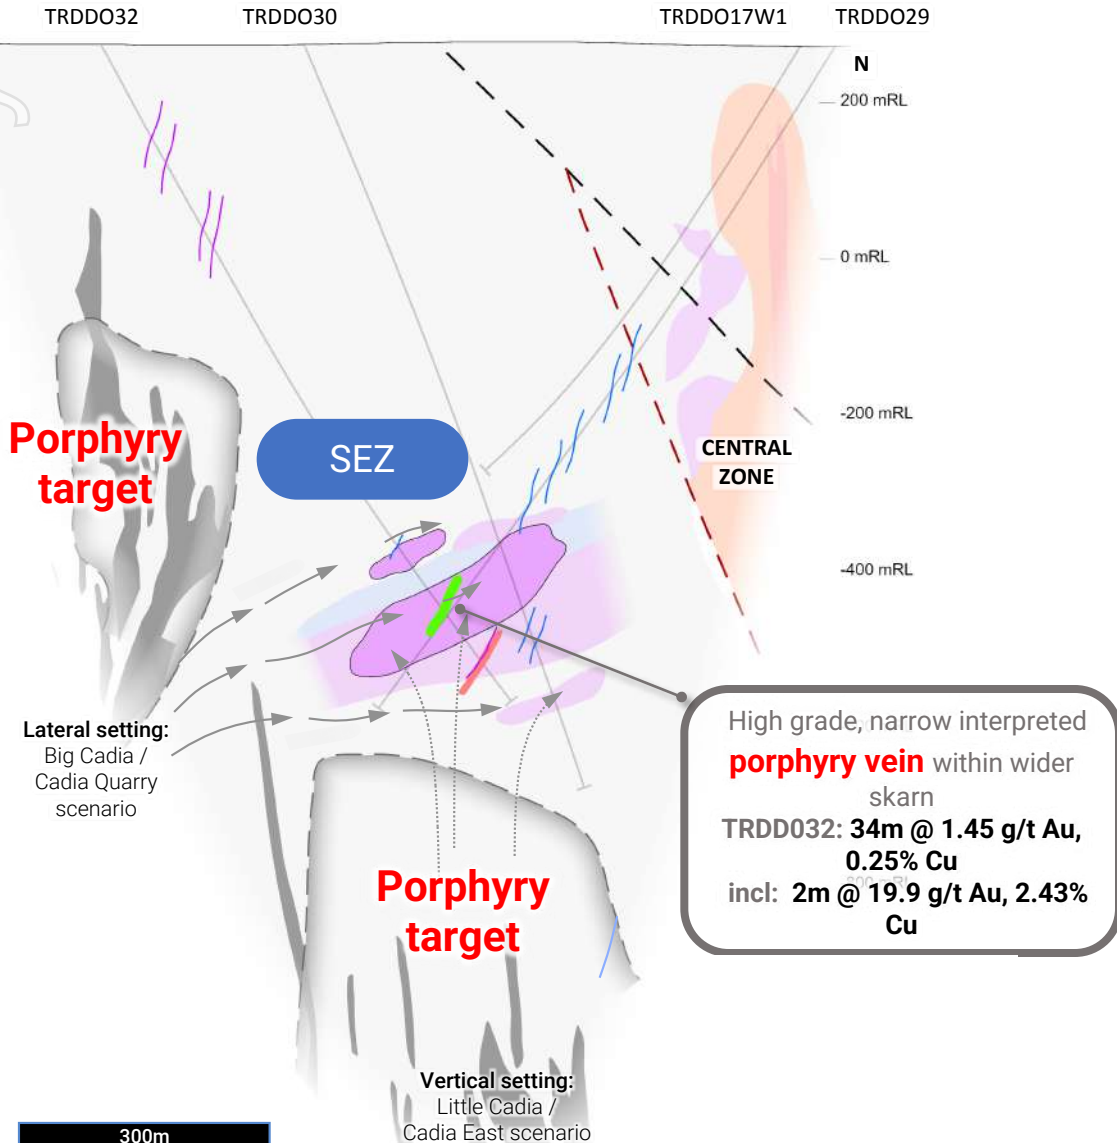 TRDDO32
TRDDO30
TRDDO17W1
TRDDO29
N
200 mRL
0 mRL
-200 mRL
Porphyry
target
SEZ
CENTRAL
ZONE
-400 mRL
Lateral setting:
Big Cadia /
Cadia Quarry
scenario
High grade, narrow interpreted
porphyry vein within wider
skarn
TRDD032: 34m @ 1.45 g/t Au,
0.25% Cu
incl: 2m @ 19.9 g/t Au, 2.43%
Cu
Porphyry
target
Vertical setting:
Little Cadia /
Cadia East scenario
300m